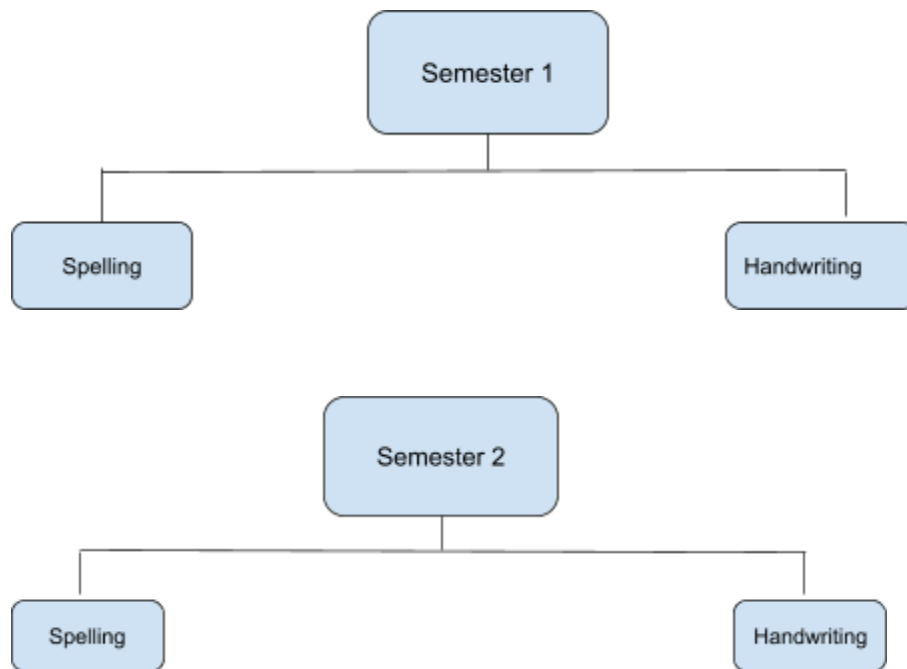 Semester 1
Spelling
Handwriting
Semester 2
Spelling
Handwriting